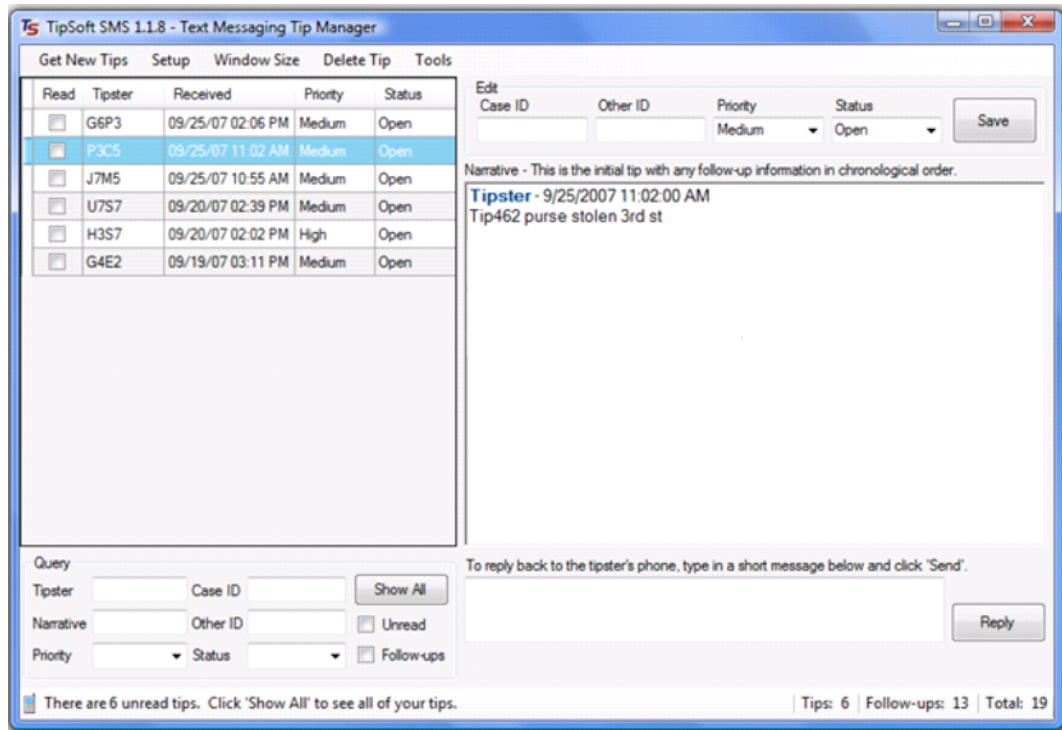 TS TipSoft SMS 1.1.8 - Text Messaging Tip Manager
Get New Tips Setup Window Size Delete Tip Tools
Read Tipster Received Priority Status
G6P3 09/25/07 02:06 PM Medium Open
P3C5 09/25/07 11:02 AM Medium Open
J7M5 09/25/07 10:55 AM Medium Open
U7S7 09/20/07 02:39 PM Medium Open
H3S7 09/20/07 02:02 PM High Open
G4E2 09/19/07 03:11 PM Medium Open
Edit
Case ID Other ID Priority Status
Medium Open Save
Narrative - This is the initial tip with any follow-up information in chronological order.
Tipster - 9/25/2007 11:02:00 AM
Tip462 purse stolen 3rd st
Query
Tipster Case ID Show All
Narrative Other ID Unread
Priority Status Follow-ups
To reply back to the tipster's phone, type in a short message below and click 'Send'.
Reply
There are 6 unread tips. Click 'Show All' to see all of your tips.
Tips: 6 Follow-ups: 13 Total: 19